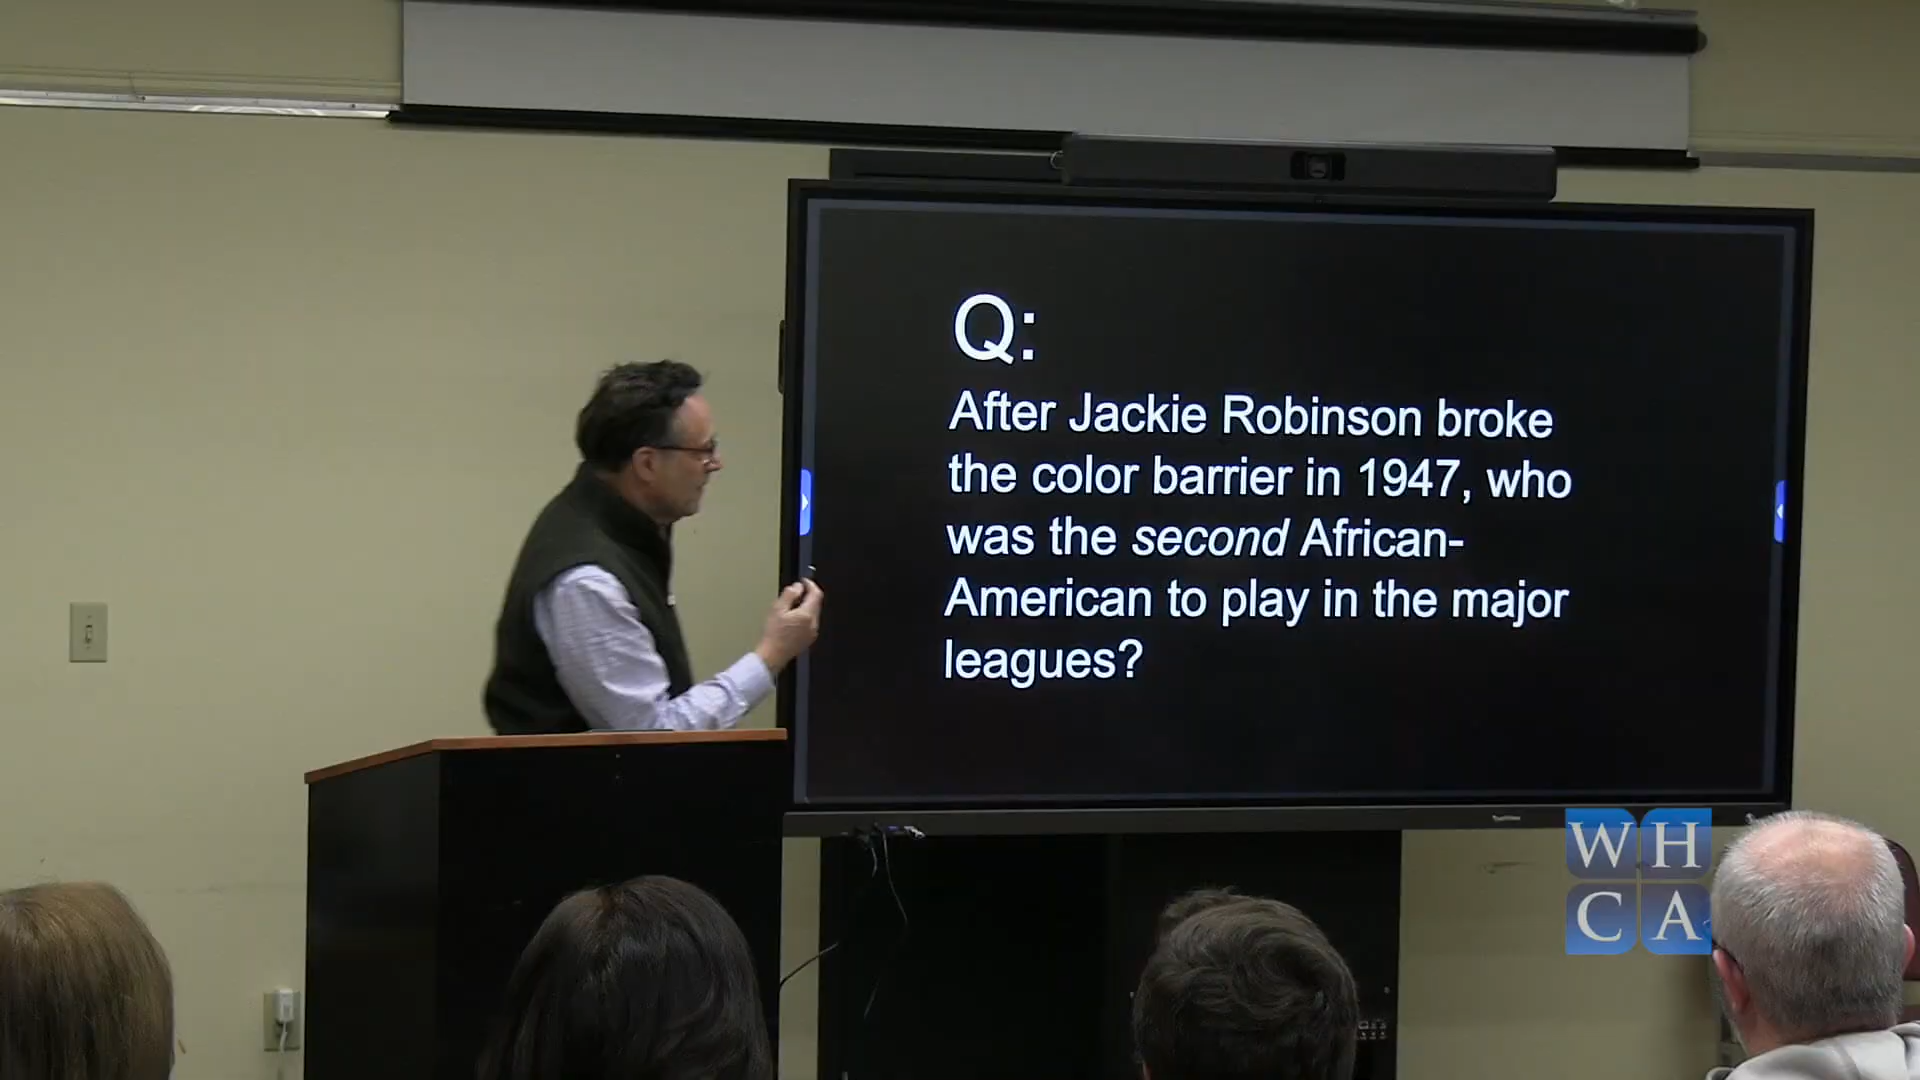 Q:
After Jackie Robinson broke
the color barrier in 1947, who
was the second African-
American to play in the major
leagues?
WH
CA